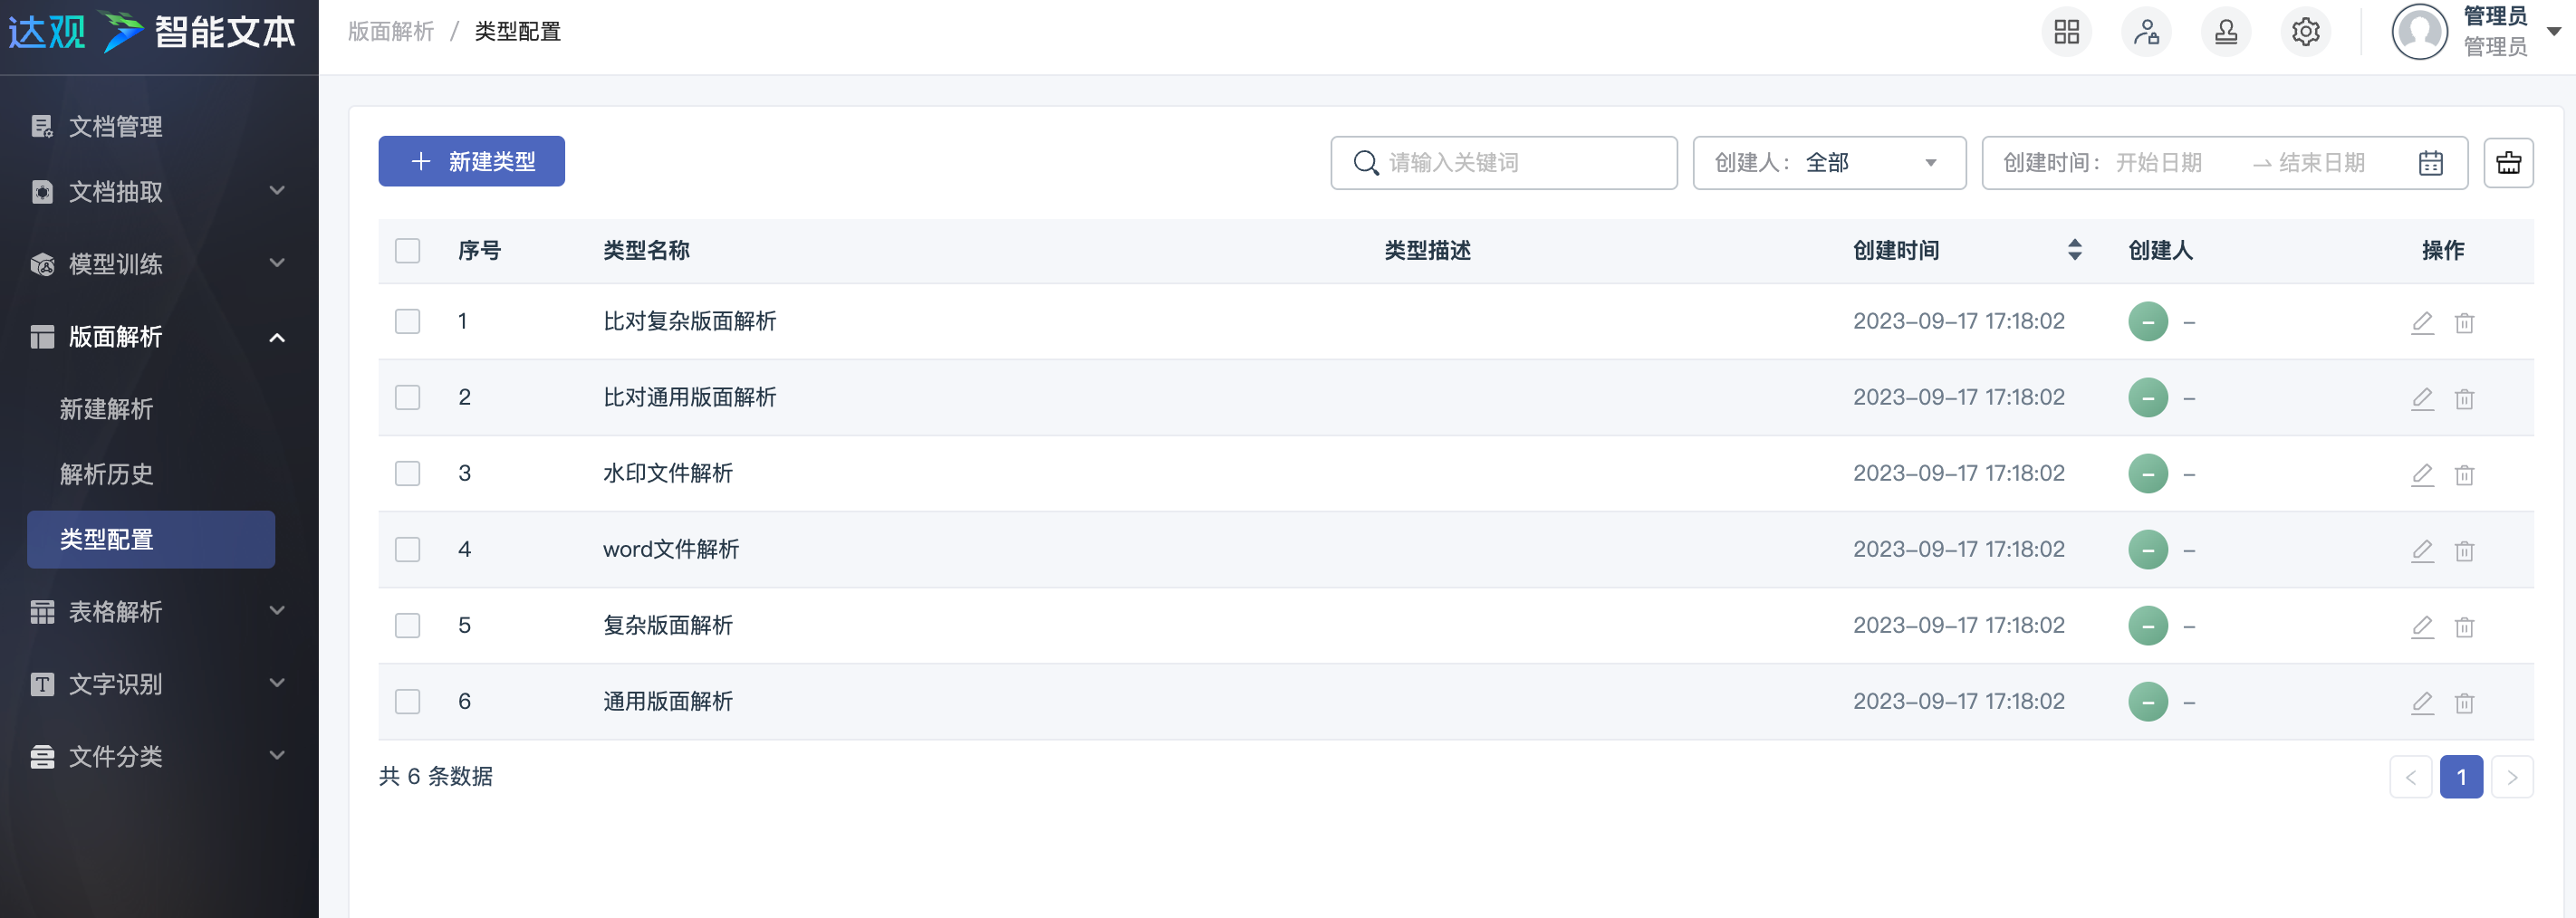 达观 智能文本
版面解析 / 类型配置
管理员
管理员
文档管理
文档抽取
模型训练
版面解析
新建解析
解析历史
类型配置
表格解析
文字识别
文件分类
+ 新建类型
请输入关键词
创建人： 全部
创建时间： 开始日期 → 结束日期
序号 类型名称 类型描述 创建时间 创建人 操作
1 比对复杂版面解析 2023-09-17 17:18:02 - -
2 比对通用版面解析 2023-09-17 17:18:02 - -
3 水印文件解析 2023-09-17 17:18:02 - -
4 word文件解析 2023-09-17 17:18:02 - -
5 复杂版面解析 2023-09-17 17:18:02 - -
6 通用版面解析 2023-09-17 17:18:02 - -
共 6 条数据
< 1 >